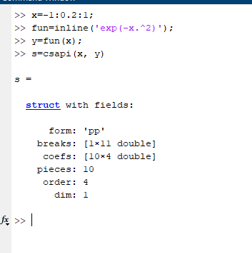 >> x=-1:0.2:1;
>> fun=inline('exp(-x.^2)');
>> y=fun(x);
>> s=csapi(x, y)
s =
struct with fields:
form: 'pp'
breaks: [1×11 double]
coefs: [10×4 double]
pieces: 10
order: 4
dim: 1
fx >>